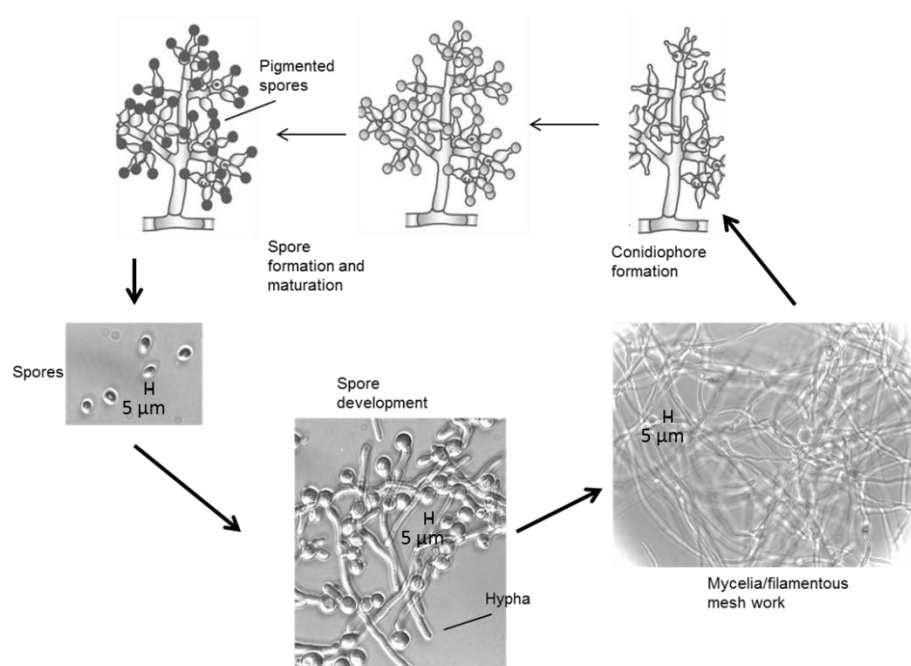 Pigmented
spores
Spore
formation and
maturation
Conidiophore
formation
Spores
H
5 μm
Spore
development
H
5 μm
Hypha
H
5 μm
Mycelia/filamentous
mesh work